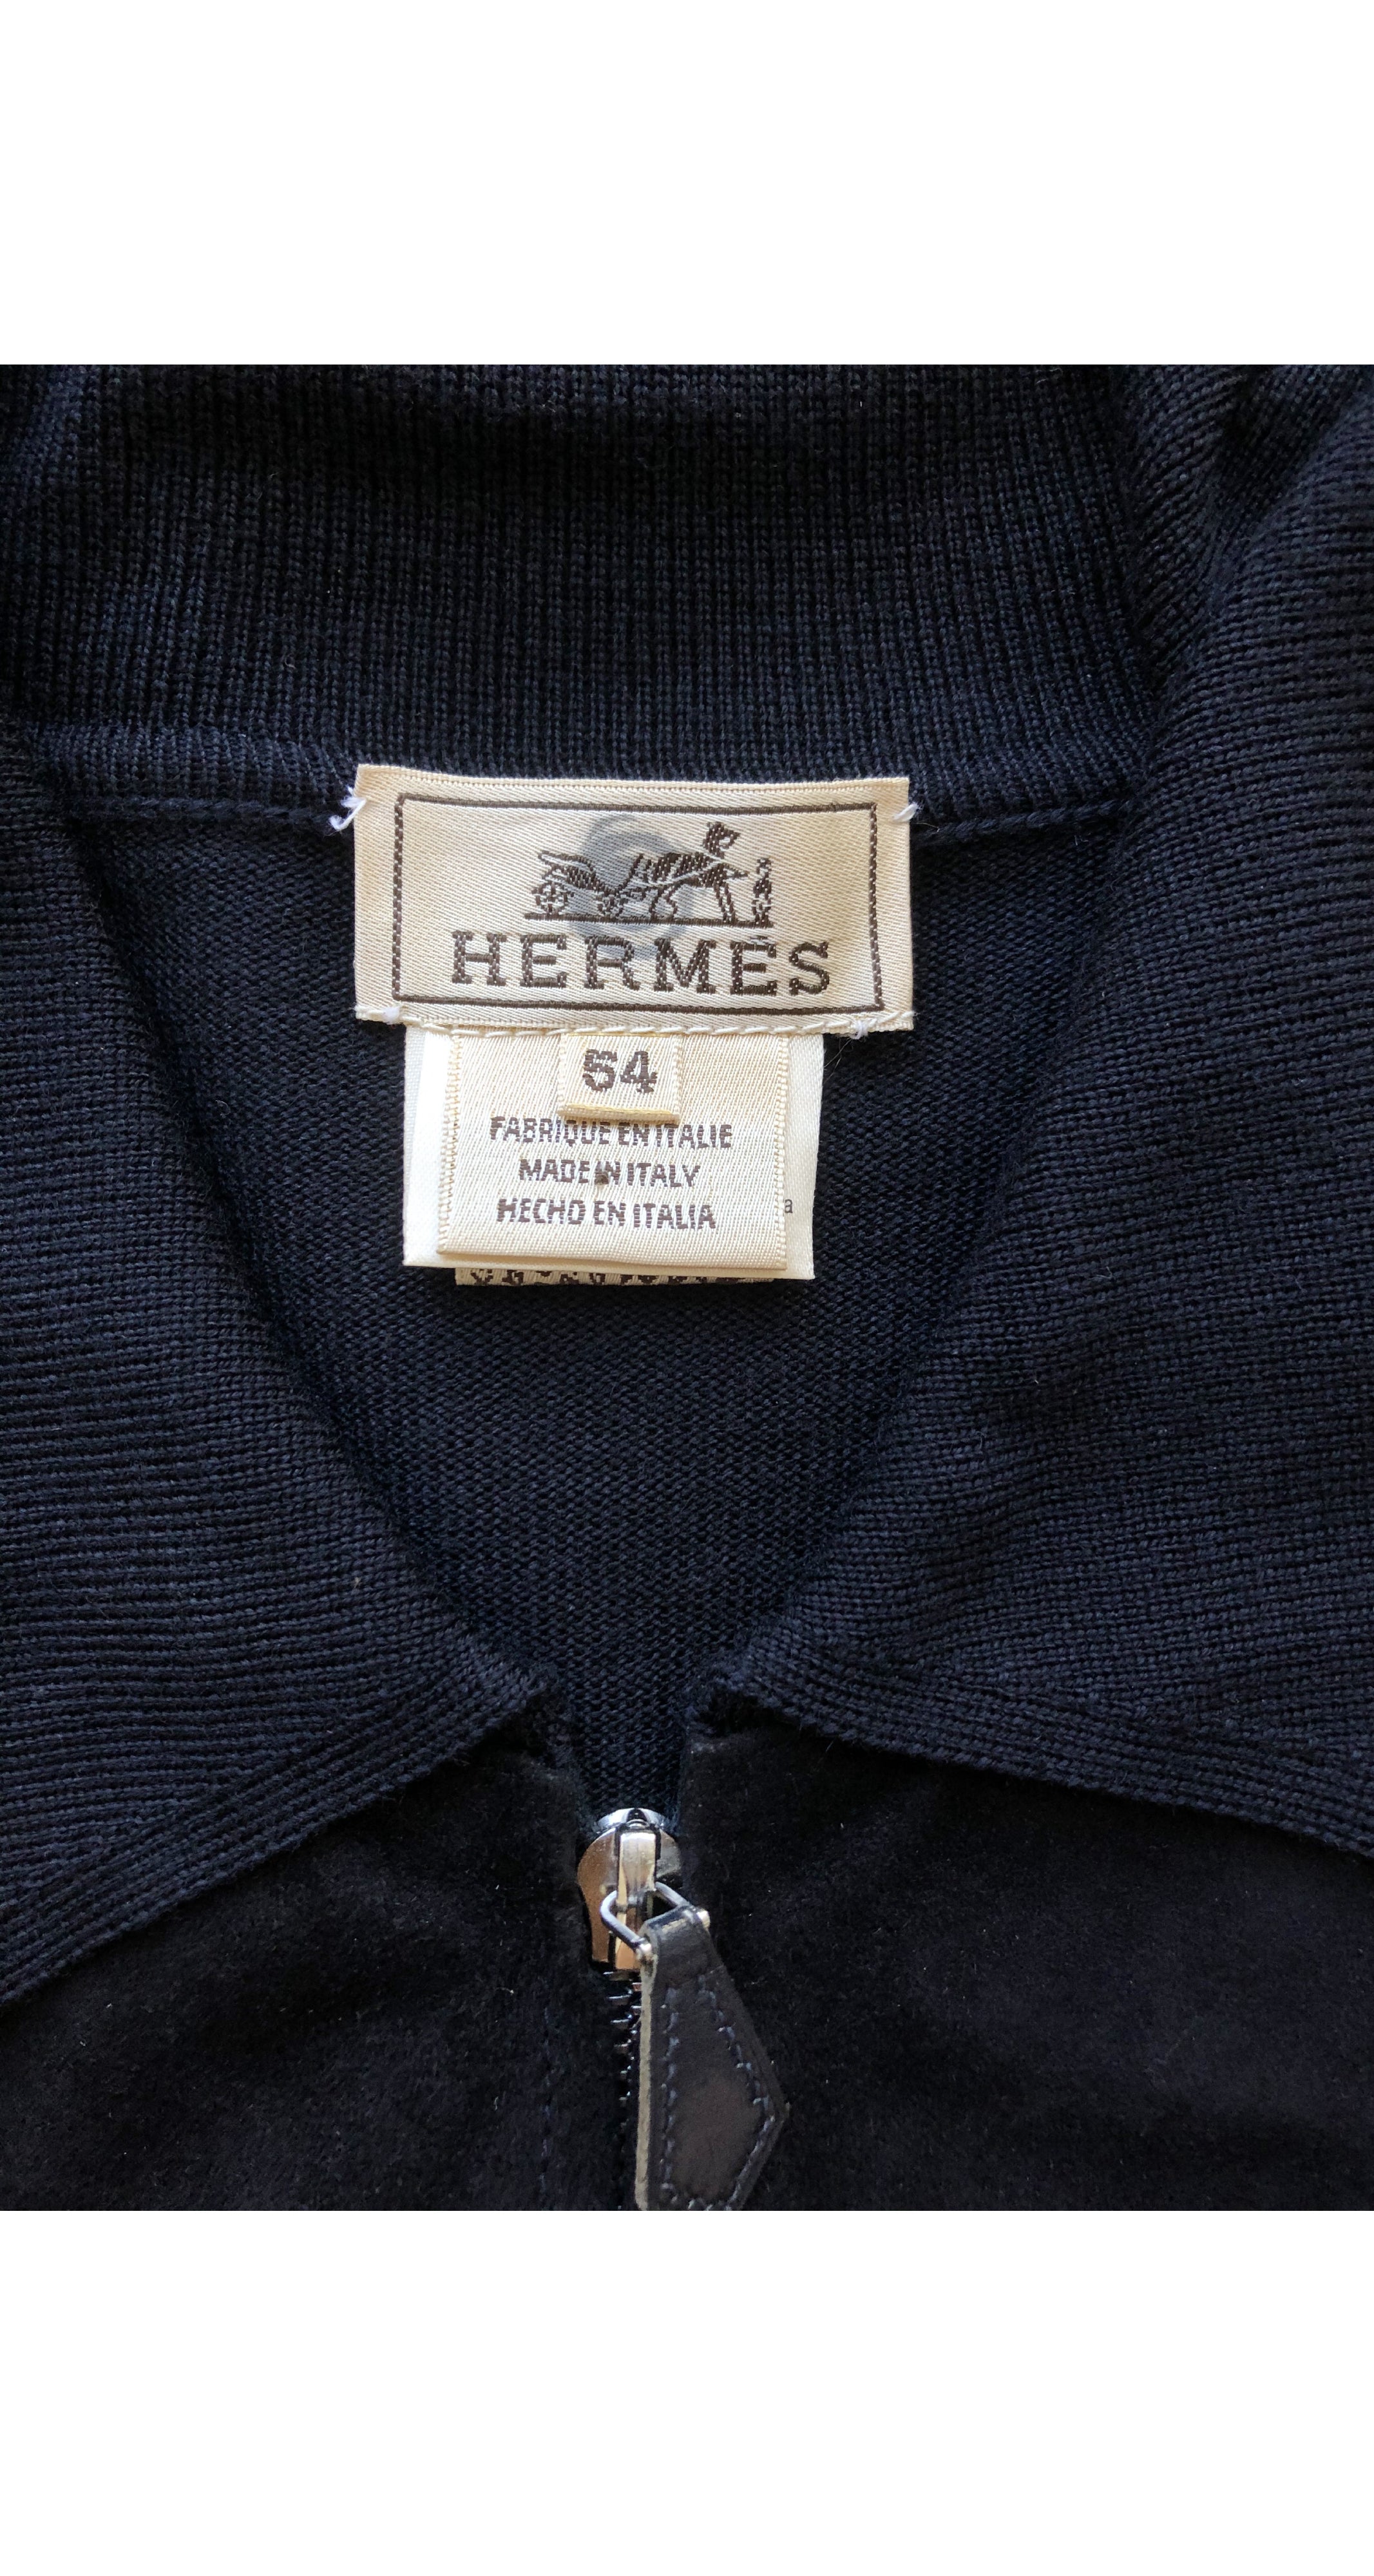 HERMÈS
54
FABRIQUE EN ITALIE
MADE IN ITALY
HECHO EN ITALIA
a